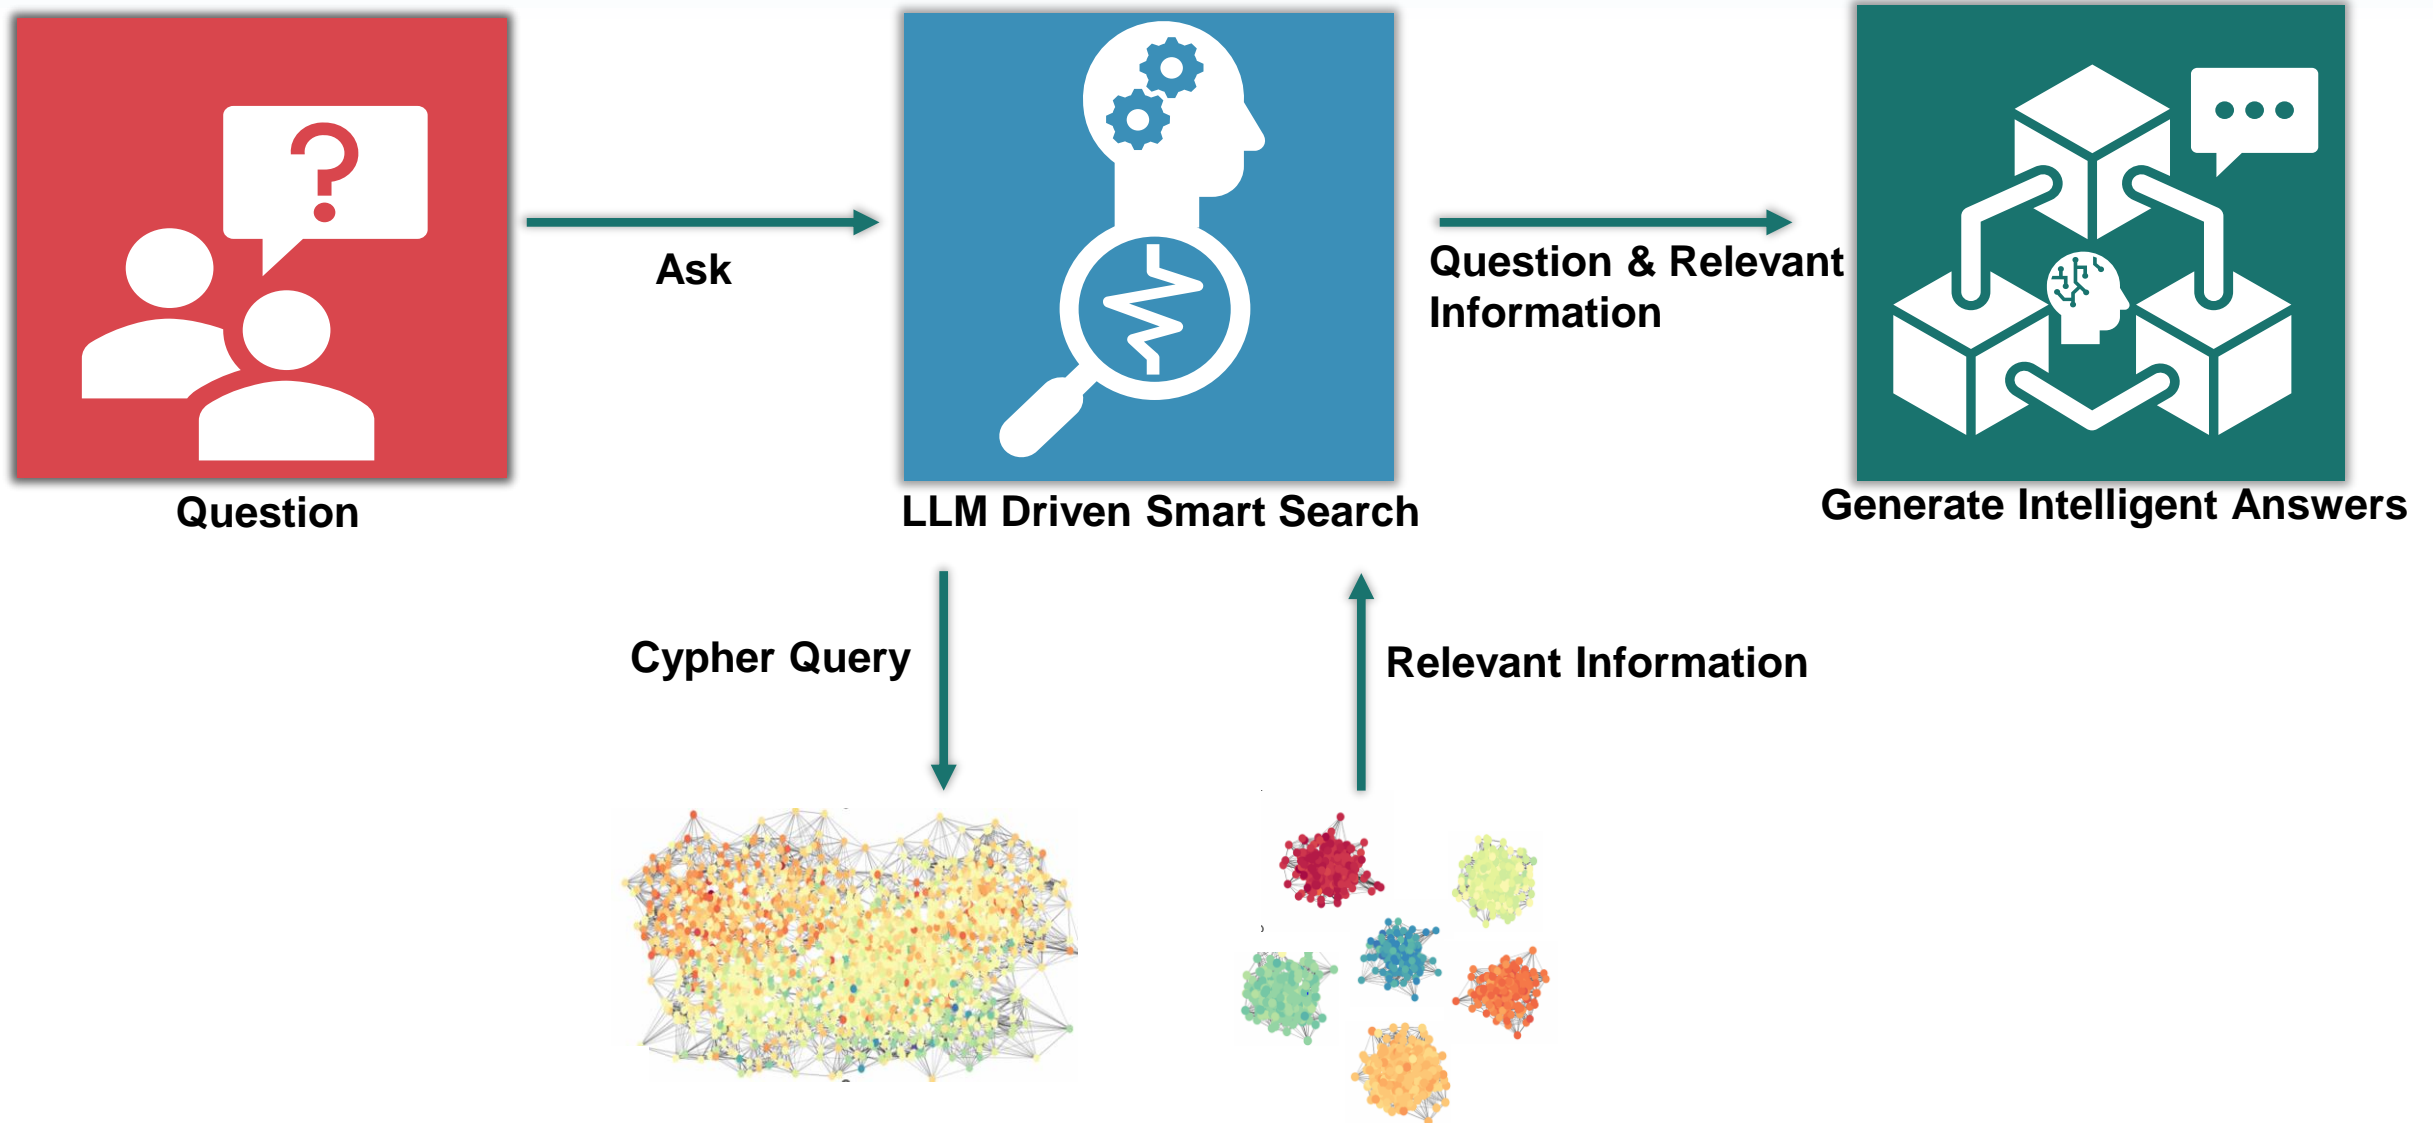 ?
Ask
Question & Relevant
Information
Question
LLM Driven Smart Search
Generate Intelligent Answers
Cypher Query
Relevant Information